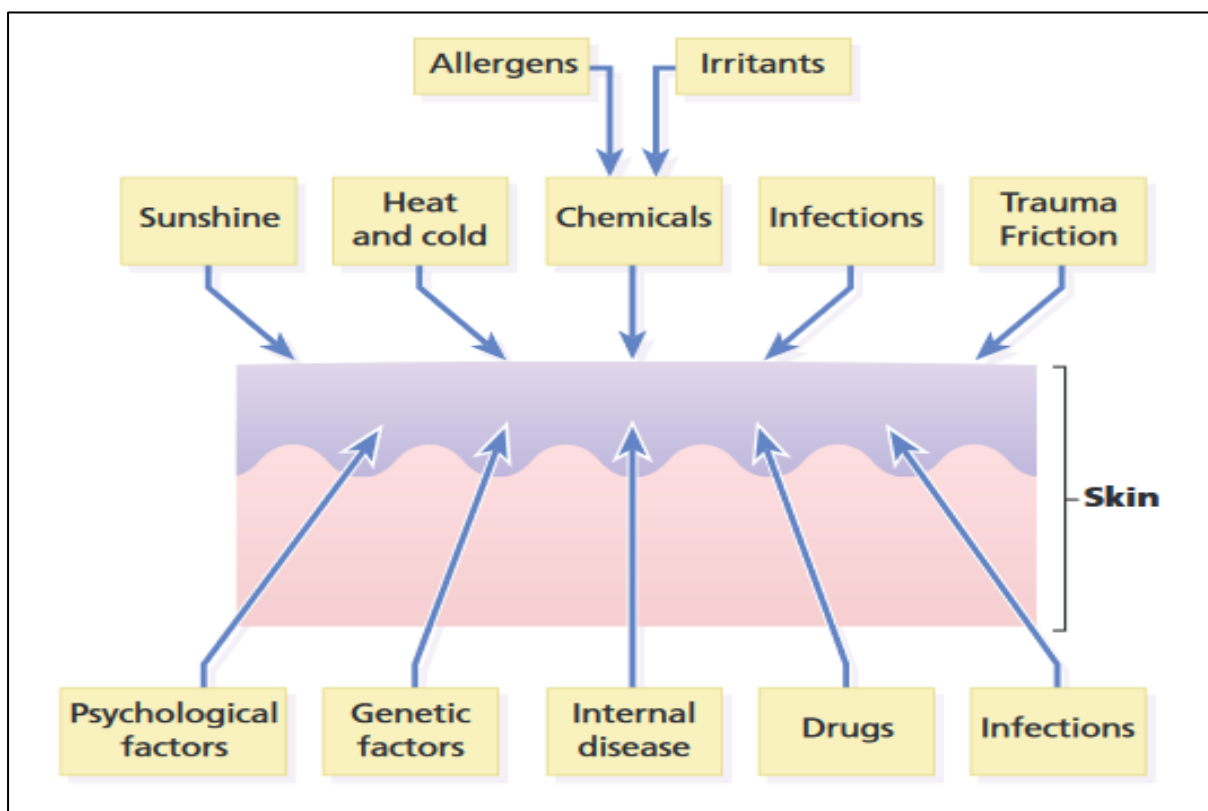 Allergens
Irritants
Sunshine
Heat
and cold
Chemicals
Infections
Trauma
Friction
Skin
Psychological
factors
Genetic
factors
Internal
disease
Drugs
Infections